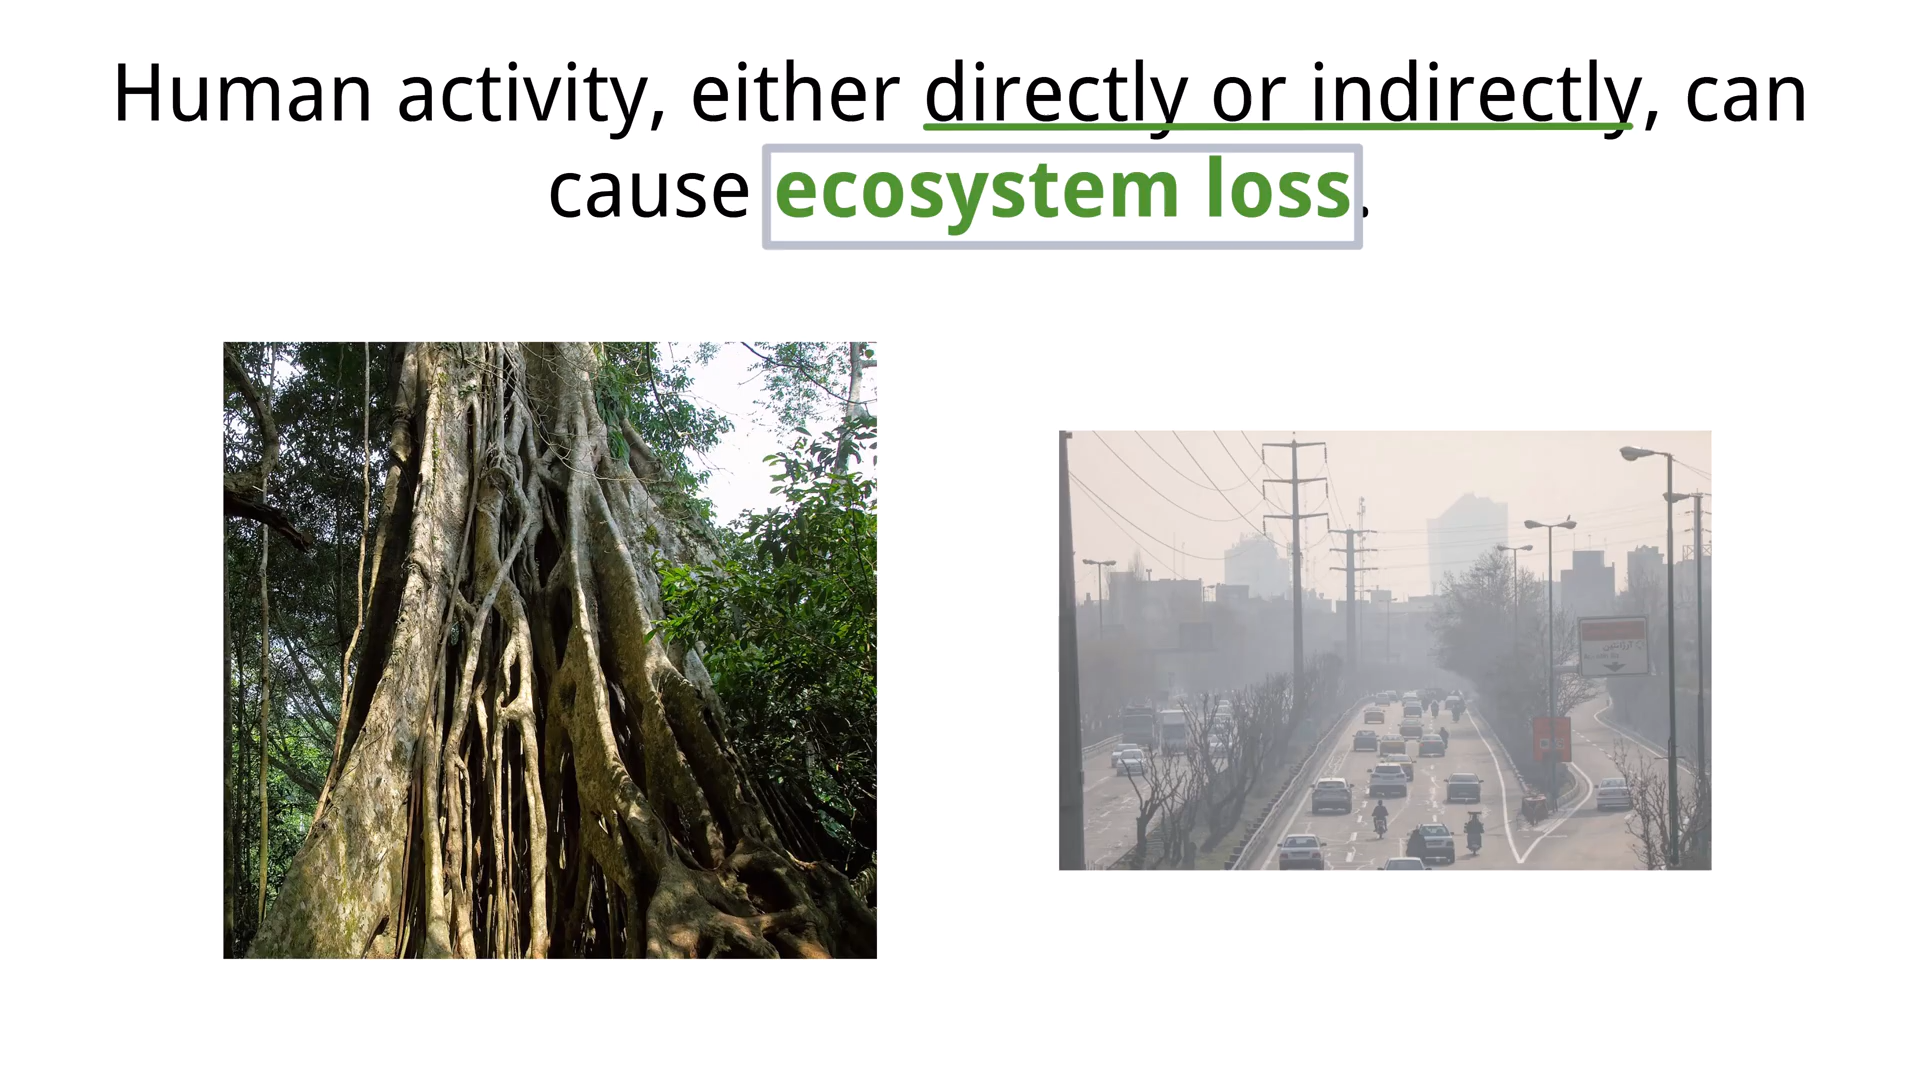 Human activity, either directly or indirectly, can
cause ecosystem loss.